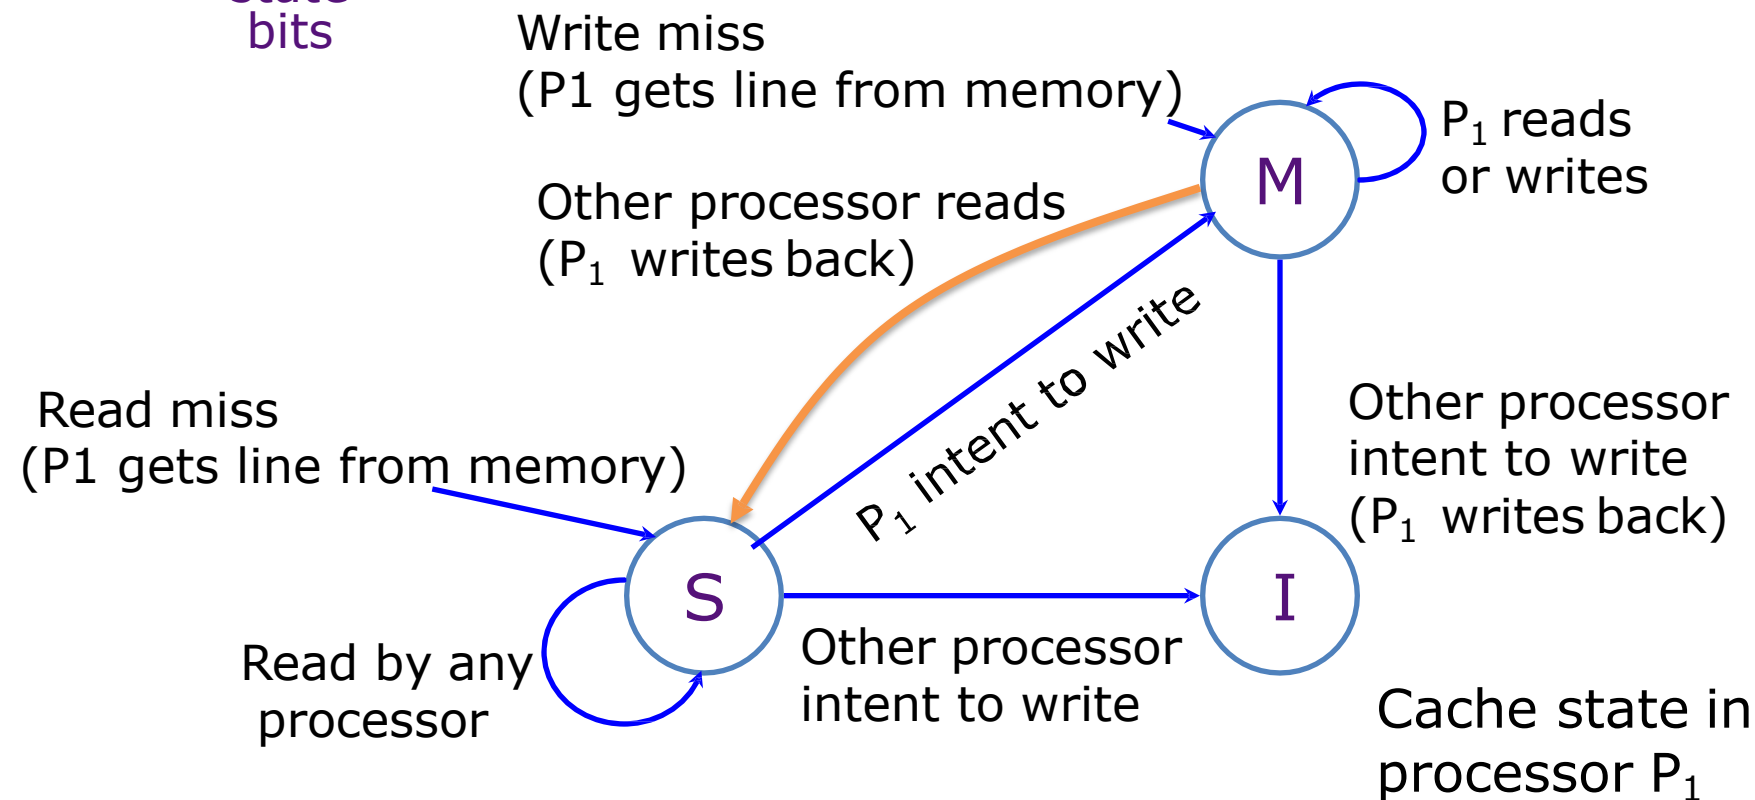 state
bits
Write miss
(P1 gets line from memory)
P₁ reads
or writes
M
Other processor reads
(P₁ writes back)
P₁ intent to write
Read miss
(P1 gets line from memory)
Other processor
intent to write
(P₁ writes back)
S
I
Read by any
processor
Other processor
intent to write
Cache state in
processor P₁